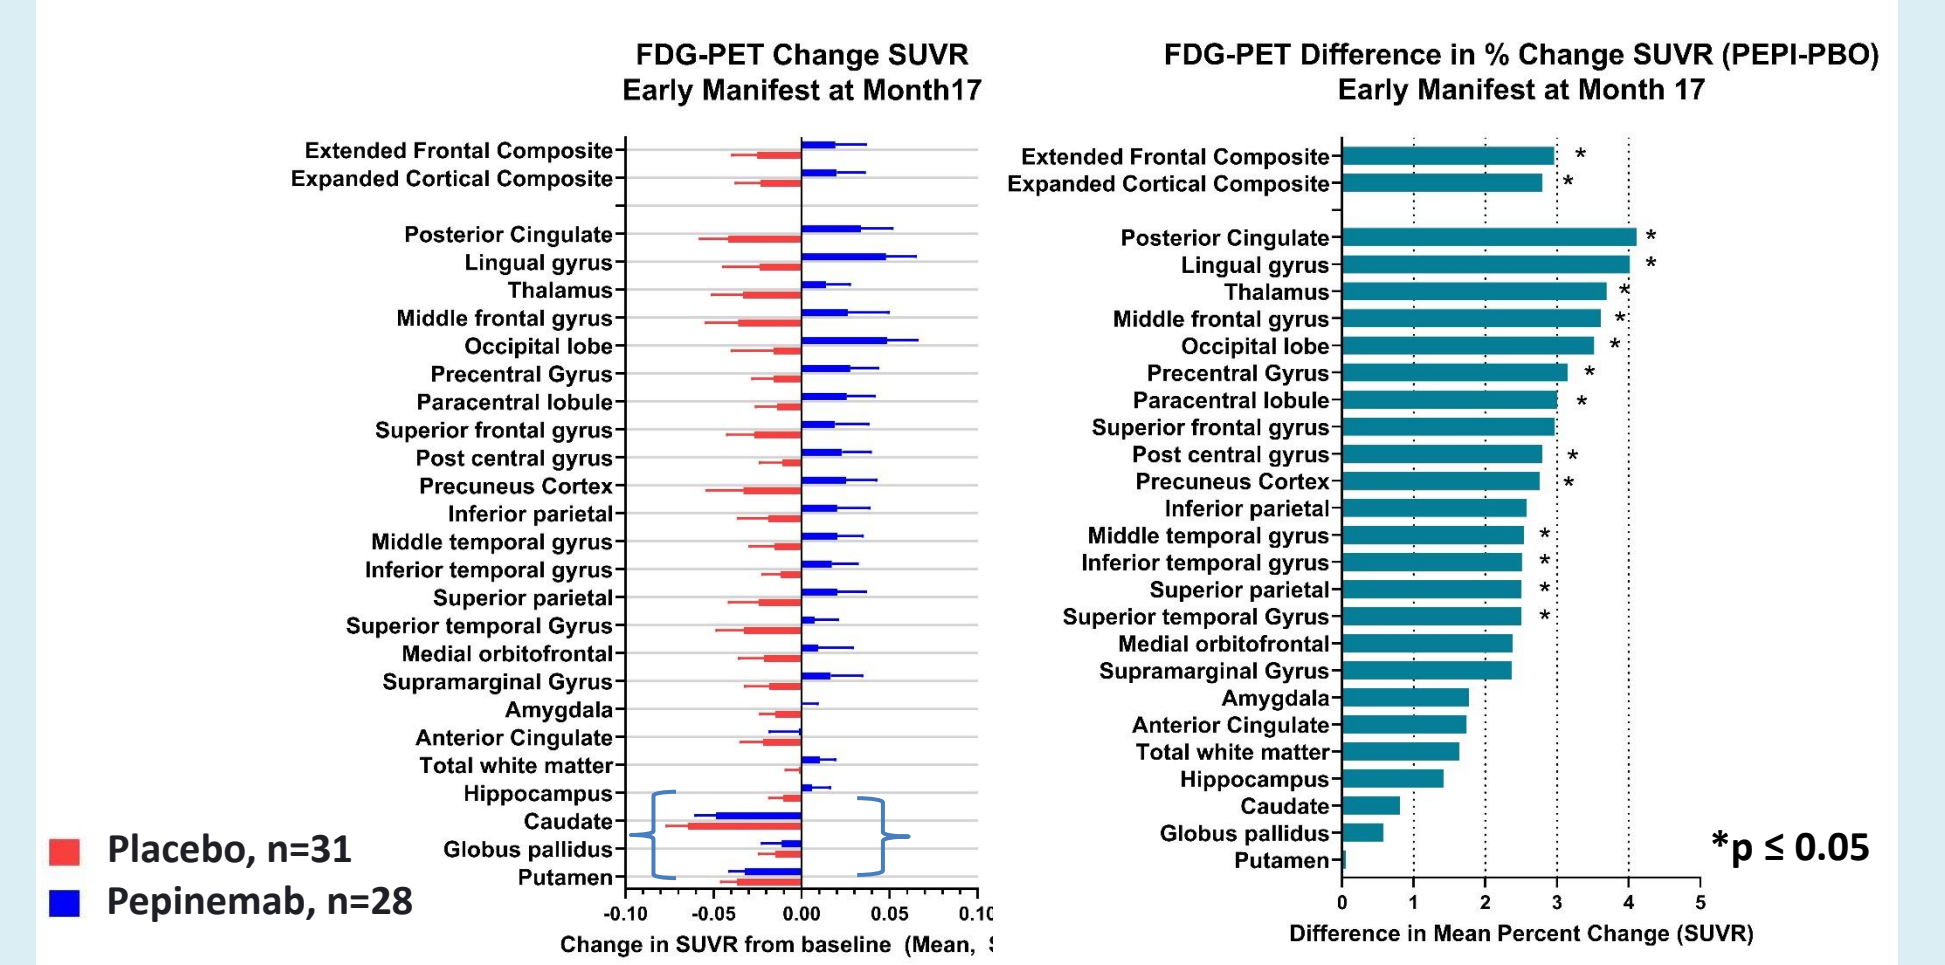 FDG-PET Change SUVR
Early Manifest at Month17
Extended Frontal Composite
Expanded Cortical Composite
Posterior Cingulate
Lingual gyrus
Thalamus
Middle frontal gyrus
Occipital lobe
Precentral Gyrus
Paracentral lobule
Superior frontal gyrus
Post central gyrus
Precuneus Cortex
Inferior parietal
Middle temporal gyrus
Inferior temporal gyrus
Superior parietal
Superior temporal Gyrus
Medial orbitofrontal
Supramarginal Gyrus
Amygdala
Anterior Cingulate
Total white matter
Hippocampus
Caudate
Globus pallidus
Putamen
-0.10 -0.05 0.00 0.05 0.10
Change in SUVR from baseline (Mean,
Placebo, n=31
Pepinemab, n=28
FDG-PET Difference in % Change SUVR (PEPI-PBO)
Early Manifest at Month 17
Extended Frontal Composite *
Expanded Cortical Composite *
Posterior Cingulate *
Lingual gyrus *
Thalamus *
Middle frontal gyrus *
Occipital lobe *
Precentral Gyrus *
Paracentral lobule *
Superior frontal gyrus
Post central gyrus *
Precuneus Cortex *
Inferior parietal
Middle temporal gyrus *
Inferior temporal gyrus *
Superior parietal *
Superior temporal Gyrus *
Medial orbitofrontal
Supramarginal Gyrus
Amygdala
Anterior Cingulate
Total white matter
Hippocampus
Caudate
Globus pallidus
Putamen
*p ≤ 0.05
0 1 2 3 4 5
Difference in Mean Percent Change (SUVR)